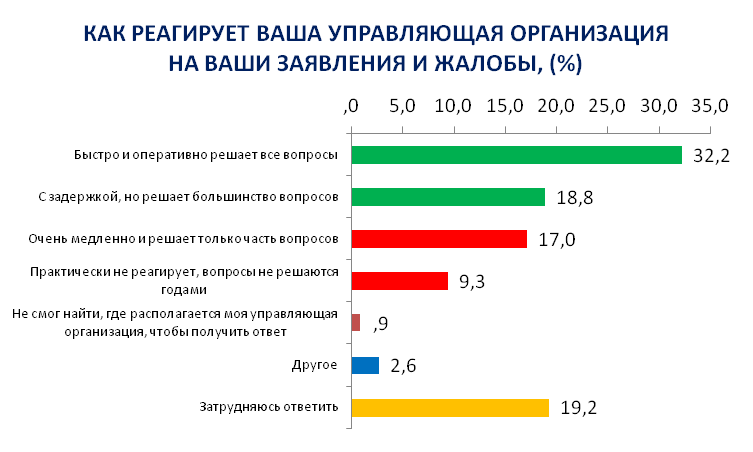 КАК РЕАГИРУЕТ ВАША УПРАВЛЯЮЩАЯ ОРГАНИЗАЦИЯ
НА ВАШИ ЗАЯВЛЕНИЯ И ЖАЛОБЫ, (%)
,0 5,0 10,0 15,0 20,0 25,0 30,0 35,0
Быстро и оперативно решает все вопросы 32,2
С задержкой, но решает большинство вопросов 18,8
Очень медленно и решает только часть вопросов 17,0
Практически не реагирует, вопросы не решаются
годами 9,3
Не смог найти, где располагается моя управляющая
организация, чтобы получить ответ ,9
Другое 2,6
Затрудняюсь ответить 19,2